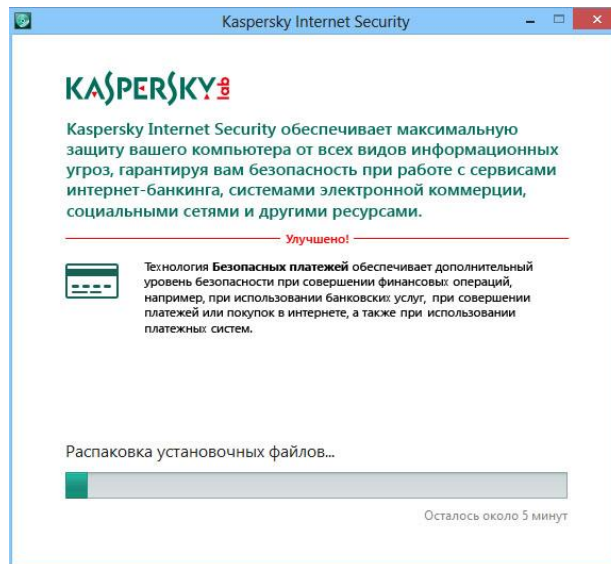 Kaspersky Internet Security
KASPERSKY lab
Kaspersky Internet Security обеспечивает максимальную
защиту вашего компьютера от всех видов информационных
угроз, гарантируя вам безопасность при работе с сервисами
интернет-банкинга, системами электронной коммерции,
социальными сетями и другими ресурсами.
Улучшено!
Технология Безопасных платежей обеспечивает дополнительный
уровень безопасности при совершении финансовых операций,
например, при использовании банковских услуг, при совершении
платежей или покупок в интернете, а также при использовании
платежных систем.
Распаковка установочных файлов...
Осталось около 5 минут